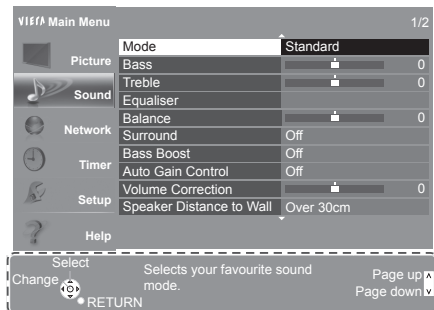 VIErA Main Menu 1/2
Picture
Sound
Network
Timer
Setup
Help
Mode Standard
Bass 0
Treble 0
Equaliser
Balance 0
Surround Off
Bass Boost Off
Auto Gain Control Off
Volume Correction 0
Speaker Distance to Wall Over 30cm
Select
Change
RETURN
Selects your favourite sound
mode.
Page up
Page down